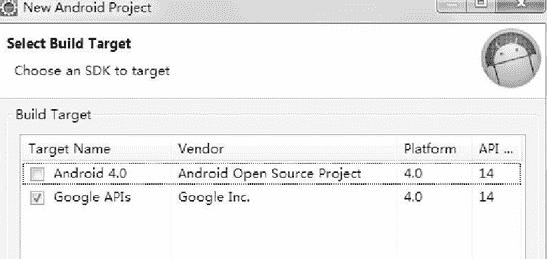 New Android Project
Select Build Target
Choose an SDK to target
Build Target
Target Name Vendor Platform API ...
Android 4.0 Android Open Source Project 4.0 14
Google APIs Google Inc. 4.0 14